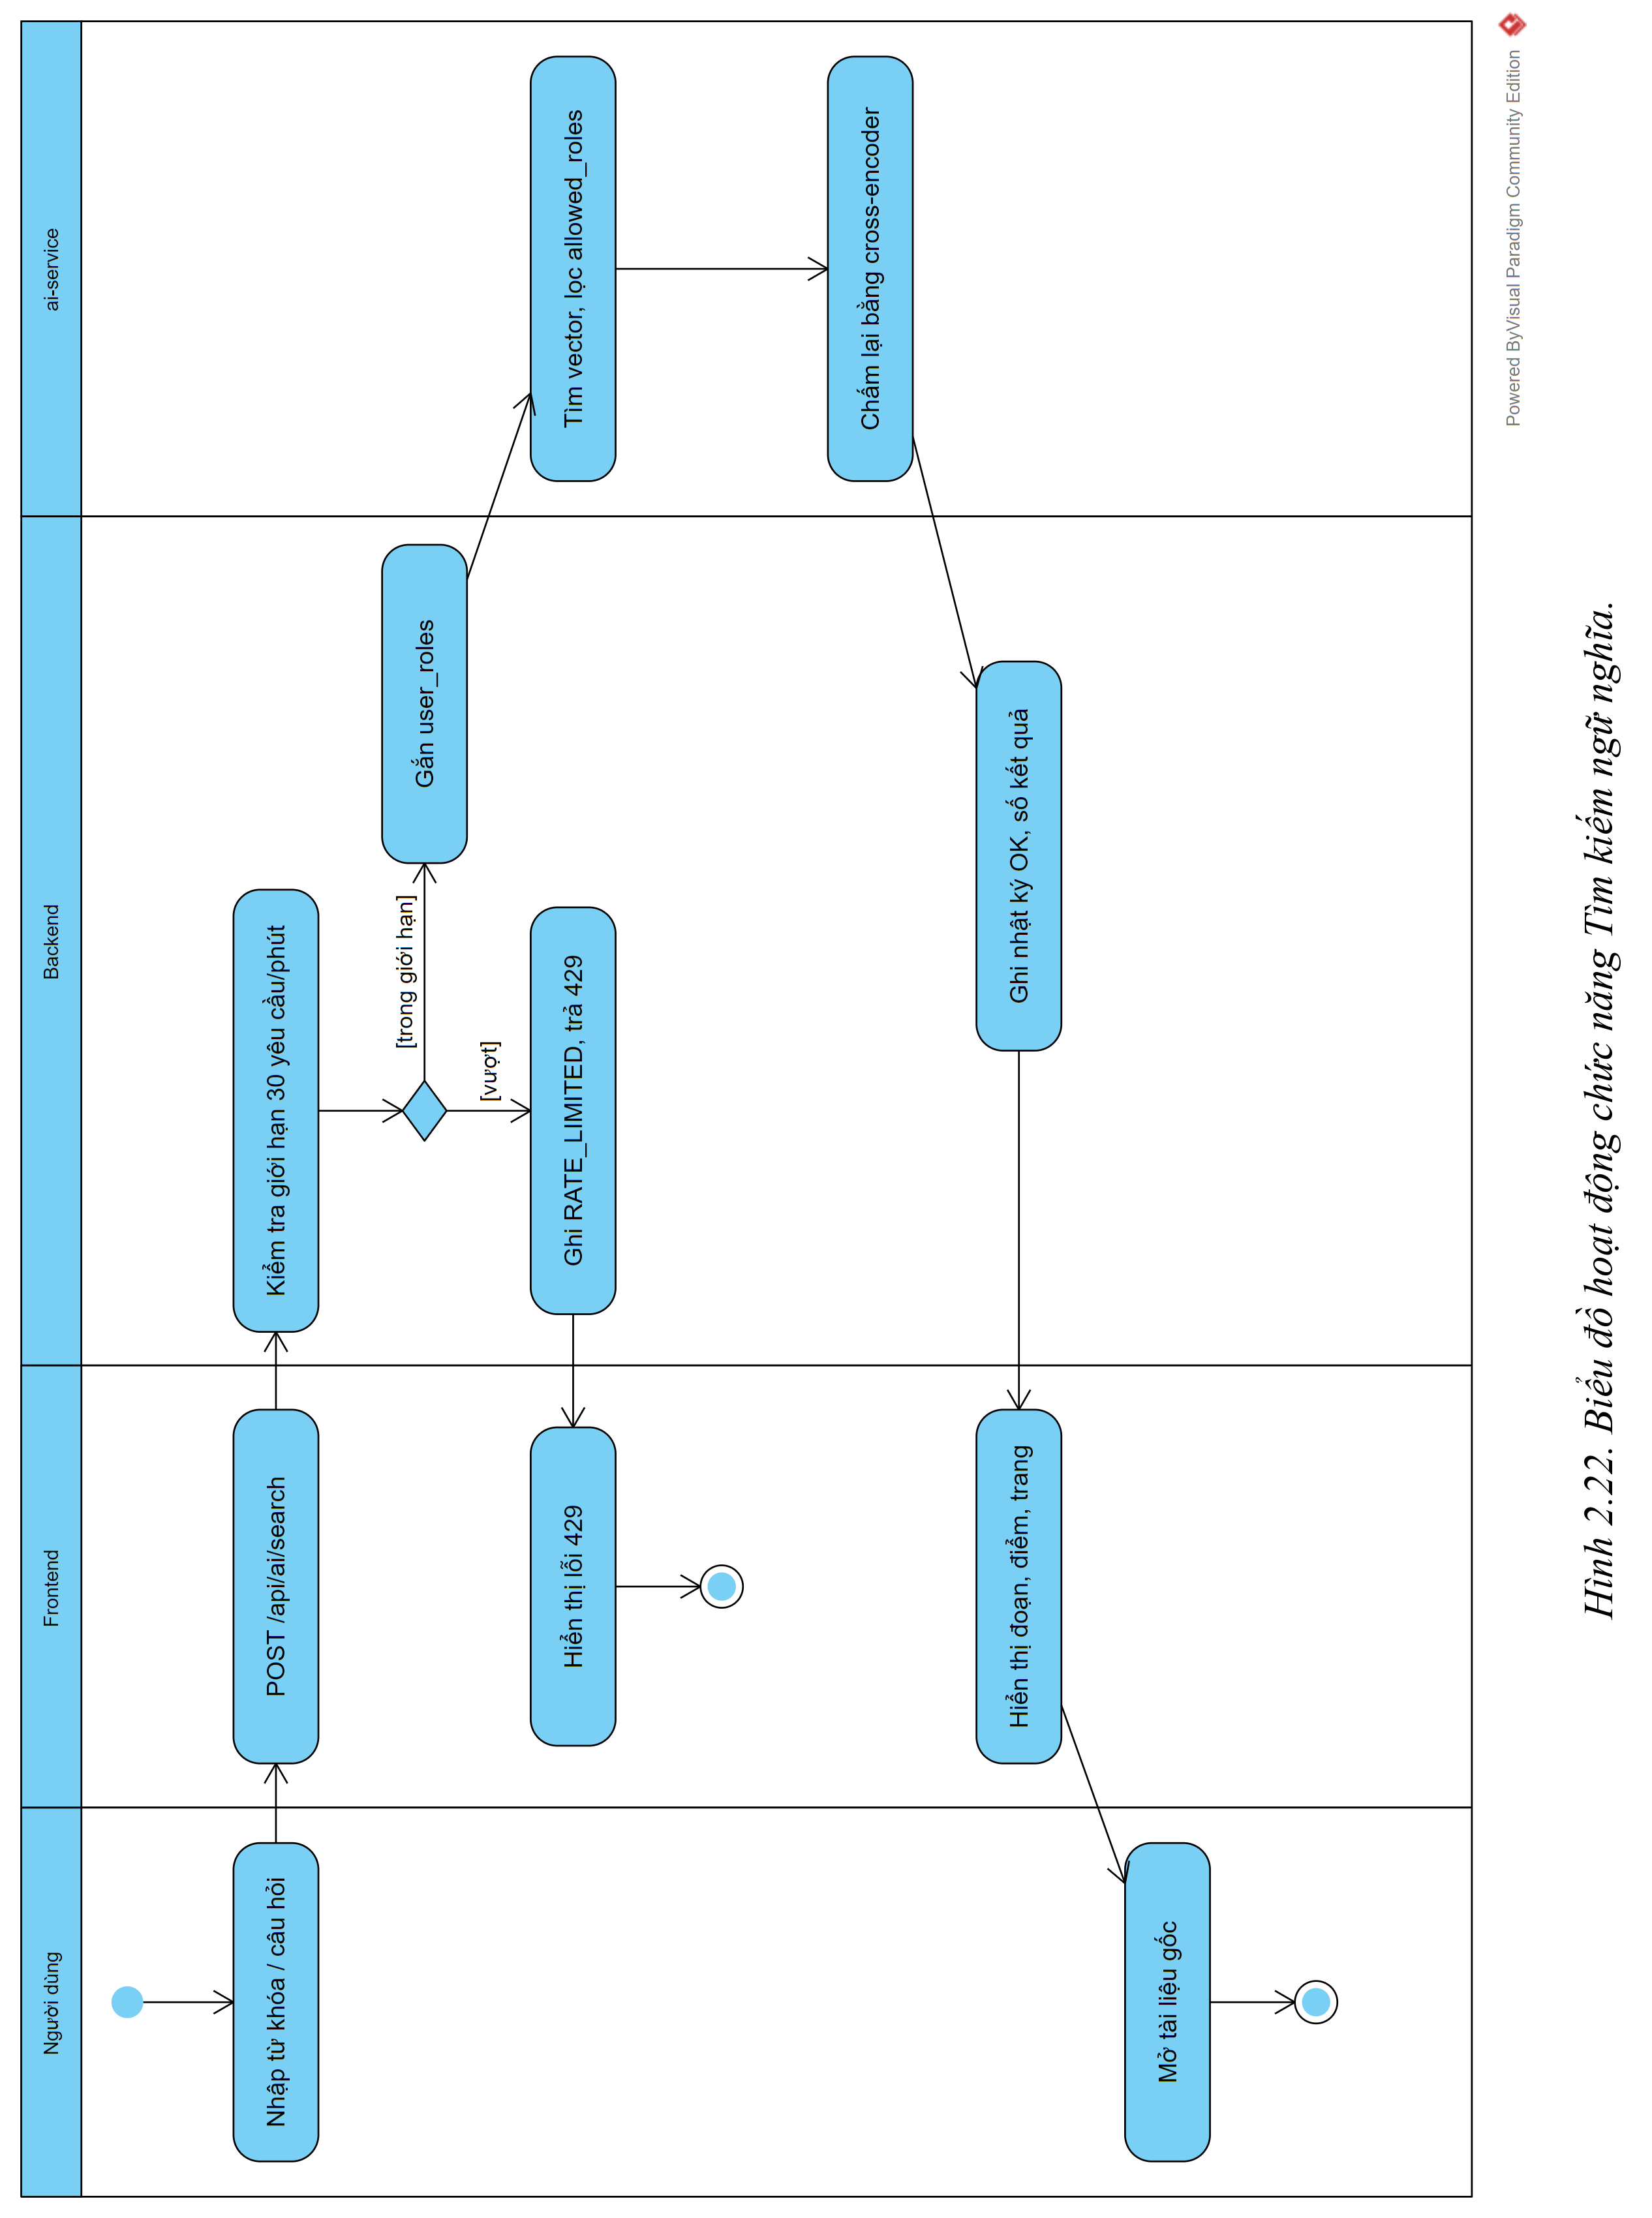 Người dùng
Frontend
Backend
ai-service
Nhập từ khóa / câu hỏi
POST /api/ai/search
Kiểm tra giới hạn 30 yêu cầu/phút
[trong giới hạn]
Gắn user_roles
[vượt]
Hiển thị lỗi 429
Ghi RATE_LIMITED, trả 429
Tìm vector, lọc allowed_roles
Chấm lại bằng cross-encoder
Hiển thị đoạn, điểm, trang
Ghi nhật ký OK, số kết quả
Mở tài liệu gốc
Powered ByVisual Paradigm Community Edition
Hình 2.22. Biểu đồ hoạt động chức năng Tìm kiếm ngữ nghĩa.